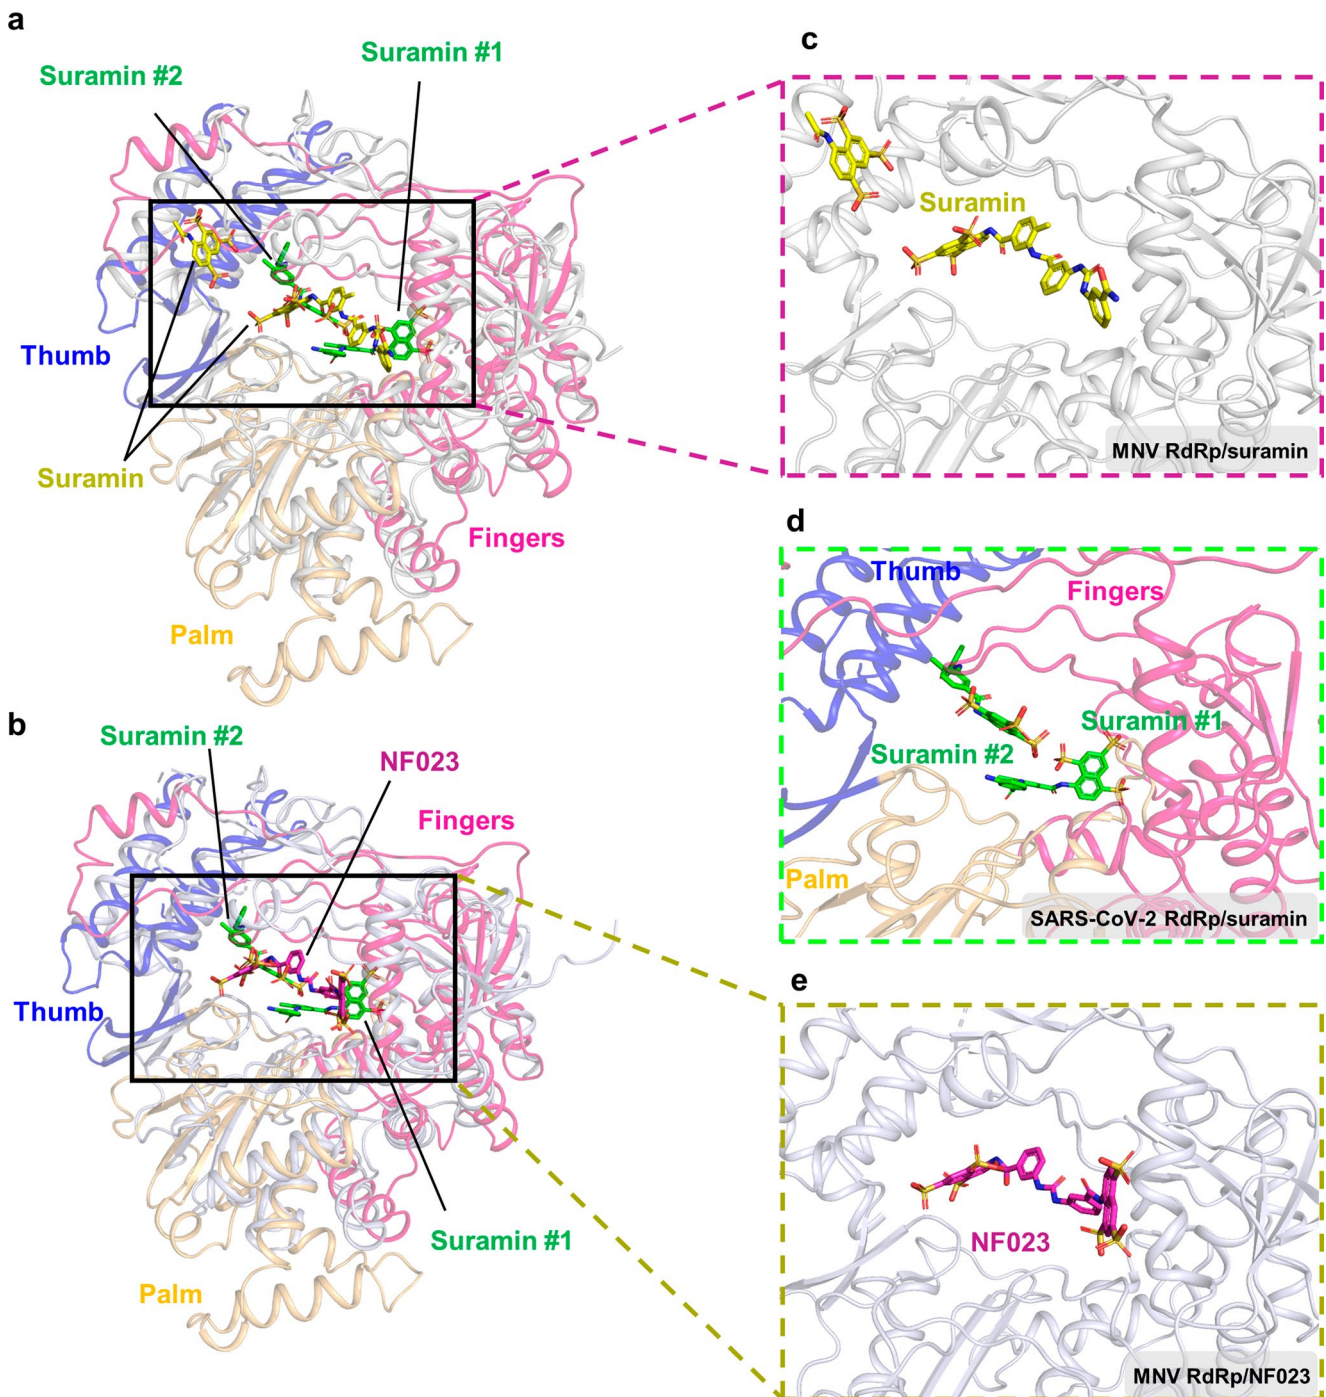 a
Suramin #2
Suramin #1
Thumb
Suramin
Fingers
Palm
b
Suramin #2
NF023
Fingers
Thumb
Suramin #1
Palm
c
Suramin
MNV RdRp/suramin
d
Thumb
Fingers
Suramin #1
Suramin #2
Palm
SARS-CoV-2 RdRp/suramin
e
NF023
MNV RdRp/NF023